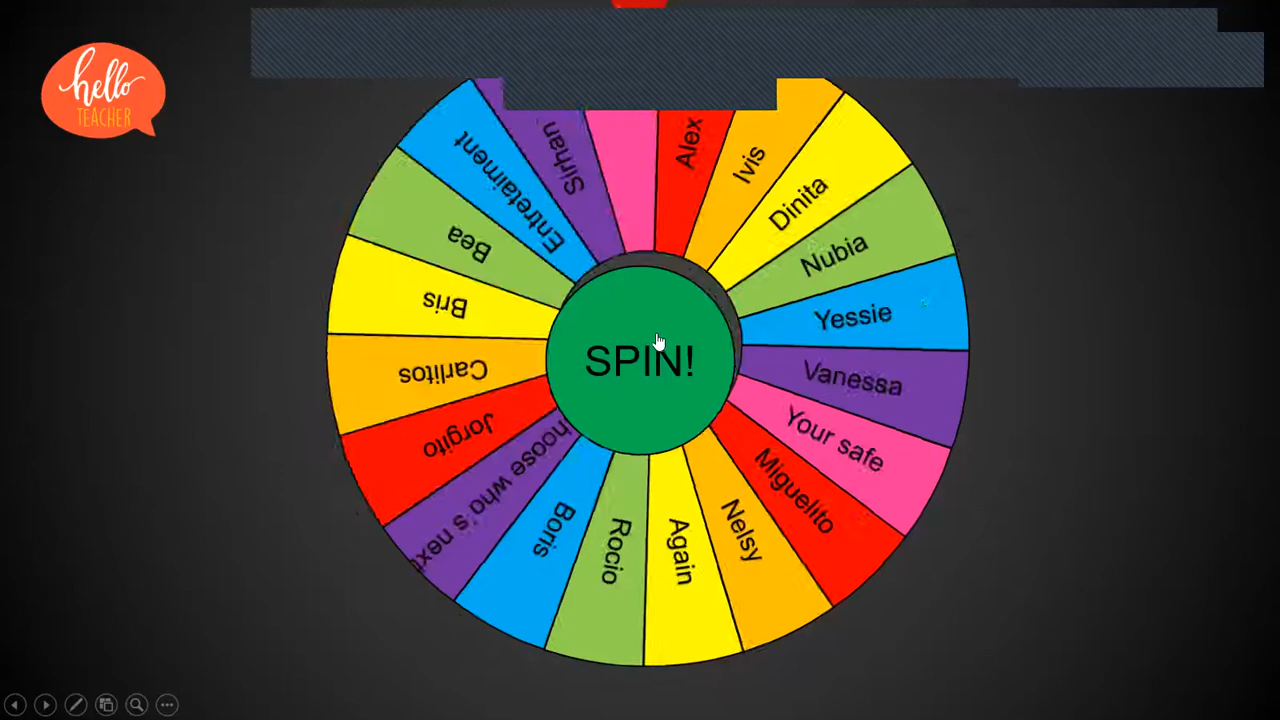 hello
TEACHER
Alex
Ivis
Dinita
Nubia
Yessie
Vanessa
Your safe
Miguelito
Nelsy
Again
Rocio
Boris
hoose who's next
Jorgito
Carlitos
Bris
Bea
Entretaiment
Sirhan
SPIN!